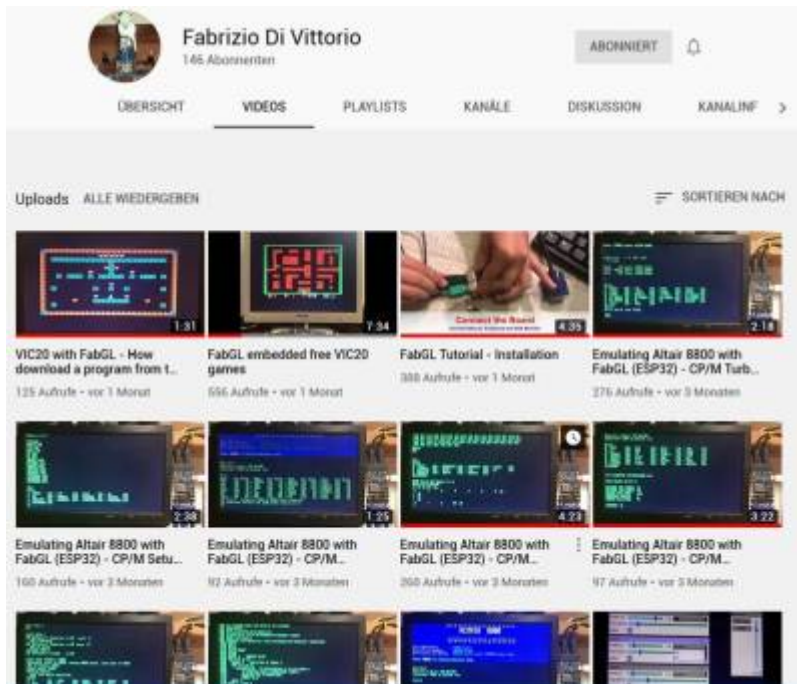 Fabrizio Di Vittorio
146 Abonnenten
ABONNIERT
ÜBERSICHT VIDEOS PLAYLISTS KANÄLE DISKUSSION KANALINF
Uploads ALLE WIEDERGEBEN SORTIEREN NACH
1:31 7:34 Connect the Board 4:35 2:18
VIC20 with FabGL - How FabGL embedded free VIC20 FabGL Tutorial - Installation Emulating Altair 8800 with
download a program from t... games FabGL (ESP32) - CP/M Turb...
125 Aufrufe • vor 1 Monat 556 Aufrufe • vor 1 Monat 388 Aufrufe • vor 1 Monat 276 Aufrufe • vor 3 Monaten
2:38 1:25 4:23 3:22
Emulating Altair 8800 with Emulating Altair 8800 with Emulating Altair 8800 with Emulating Altair 8800 with
FabGL (ESP32) - CP/M Setu... FabGL (ESP32) - CP/M... FabGL (ESP32) - CP/M... FabGL (ESP32) - CP/M...
160 Aufrufe • vor 3 Monaten 92 Aufrufe • vor 3 Monaten 260 Aufrufe • vor 3 Monaten 97 Aufrufe • vor 3 Monaten